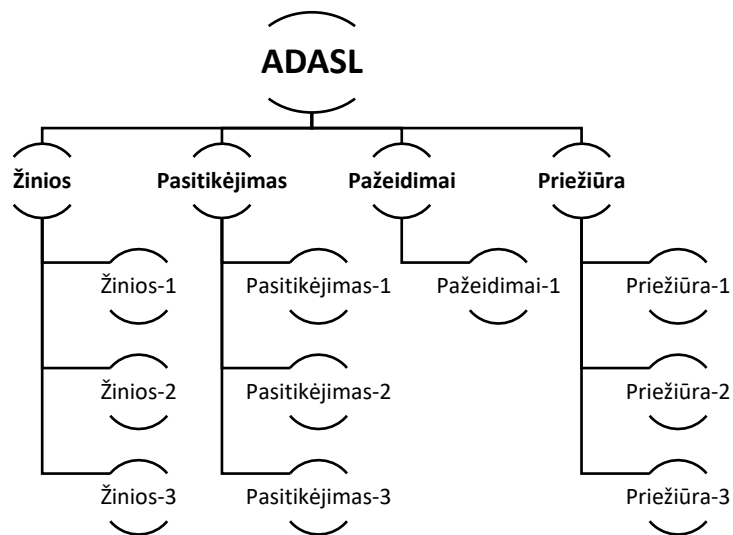 ADASL
Žinios
Pasitikėjimas
Pažeidimai
Priežiūra
Žinios-1
Pasitikėjimas-1
Pažeidimai-1
Priežiūra-1
Žinios-2
Pasitikėjimas-2
Priežiūra-2
Žinios-3
Pasitikėjimas-3
Priežiūra-3